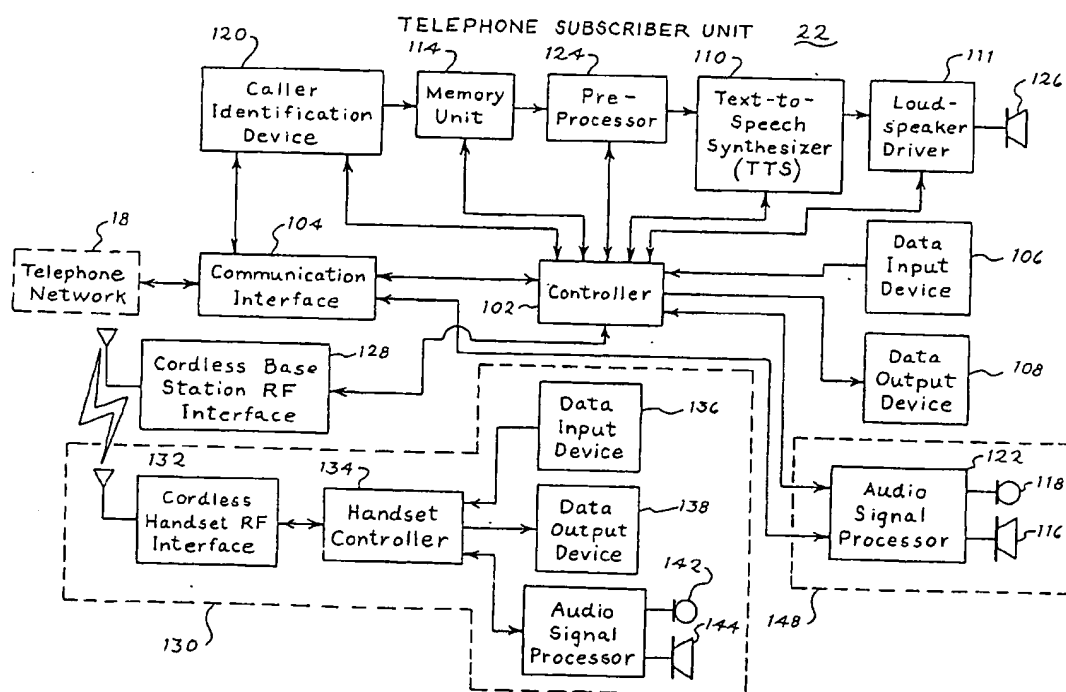 TELEPHONE SUBSCRIBER UNIT 22
120
114
124
110
111
126
Caller
Identification
Device
Memory
Unit
Pre-
Processor
Text-to-
Speech
Synthesizer
(TTS)
Loud-
speaker
Driver
18
104
Telephone
Network
Communication
Interface
102
Controller
Data
Input
Device
106
128
Cordless Base
Station RF
Interface
Data
Output
Device
108
Data
Input
Device
136
132
134
122
Cordless
Handset RF
Interface
Handset
Controller
Data
Output
Device
138
Audio
Signal
Processor
118
116
142
Audio
Signal
Processor
144
130
148